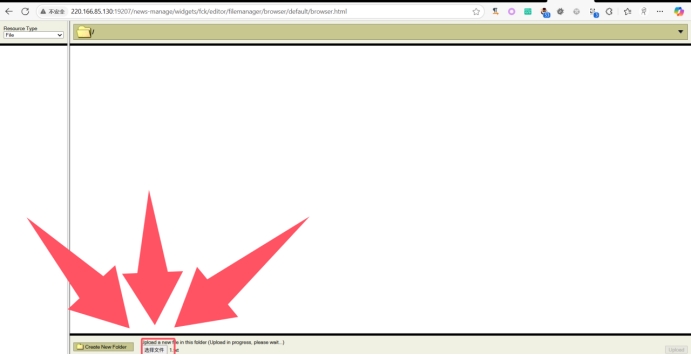 不安全 220.166.85.130:19207/news-manage/widgets/fck/editor/filemanager/browser/default/browser.html
Resource Type:
File
/
Create New Folder
Upload a new file in this folder (Upload in progress, please wait...)
选择文件
Upload